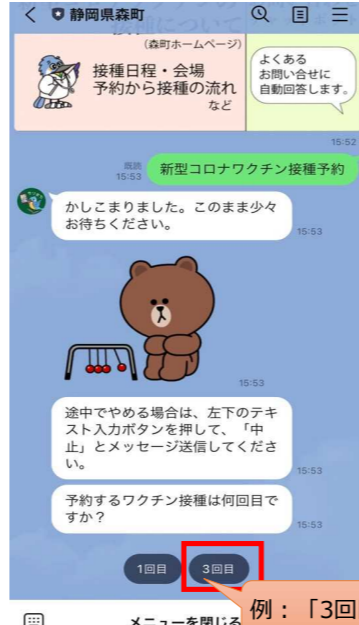 静岡県森町
接種について
(森町ホームページ)
接種日程・会場
予約から接種の流れ
など
よくある
お問い合せに
自動回答します。
15:52
既読
15:53
新型コロナワクチン接種予約
かしこまりました。このまま少々
お待ちください。
15:53
15:53
途中でやめる場合は、左下のテキ
スト入力ボタンを押して、「中
止」とメッセージ送信してくださ
い。
15:53
予約するワクチン接種は何回目で
すか?
15:53
1回目
3回目
メニューを閉じる
例:「3回